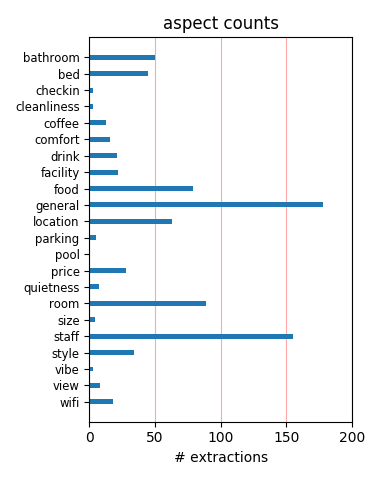 aspect counts
bathroom
bed
checkin
cleanliness
coffee
comfort
drink
facility
food
general
location
parking
pool
price
quietness
room
size
staff
style
vibe
view
wifi
0 50 100 150 200
# extractions